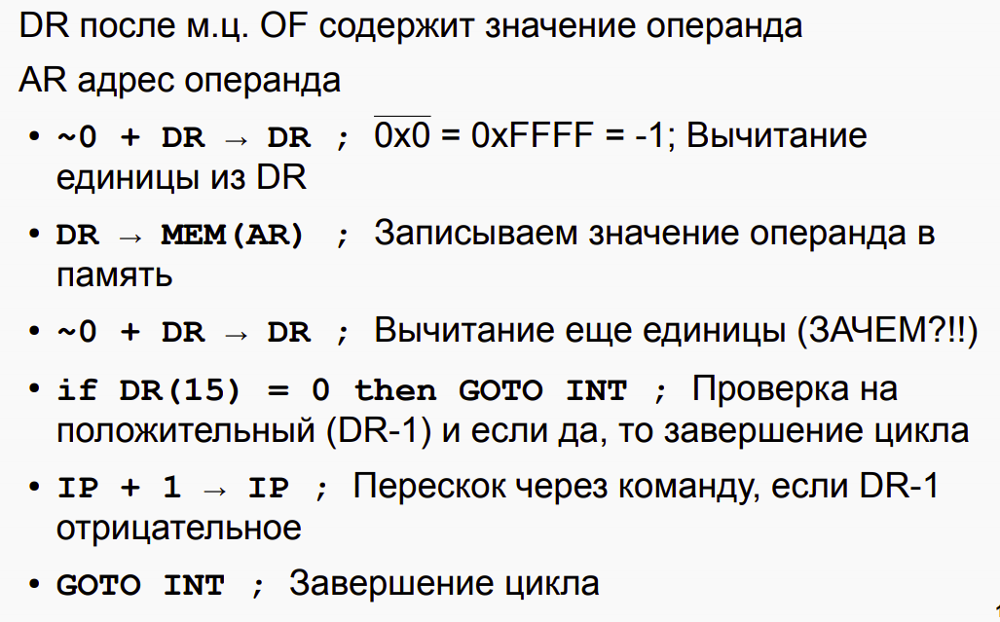 DR после м.ц. OF содержит значение операнда
AR адрес операнда
• ~0 + DR → DR ; 0x0 = 0xFFFF = -1; Вычитание
единицы из DR
• DR → MEM(AR) ; Записываем значение операнда в
память
• ~0 + DR → DR ; Вычитание еще единицы (ЗАЧЕМ?!!)
• if DR(15) = 0 then GOTO INT ; Проверка на
положительный (DR-1) и если да, то завершение цикла
• IP + 1 → IP ; Перескок через команду, если DR-1
отрицательное
• GOTO INT ; Завершение цикла